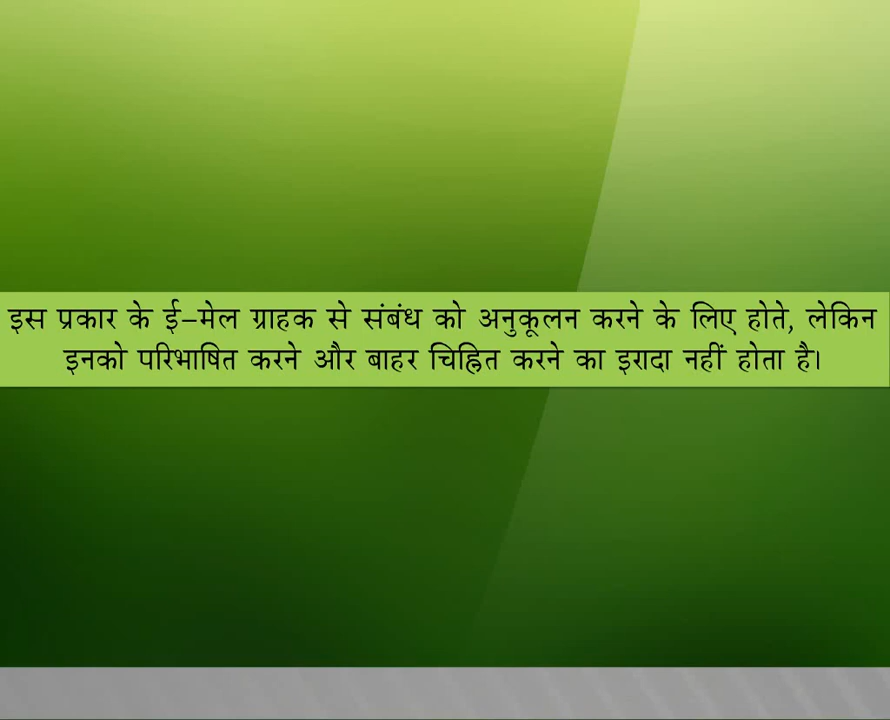 इस प्रकार के ई–मेल ग्राहक से संबंध को अनुकूलन करने के लिए होते, लेकिन
इनको परिभाषित करने और बाहर चिह्नित करने का इरादा नहीं होता है।